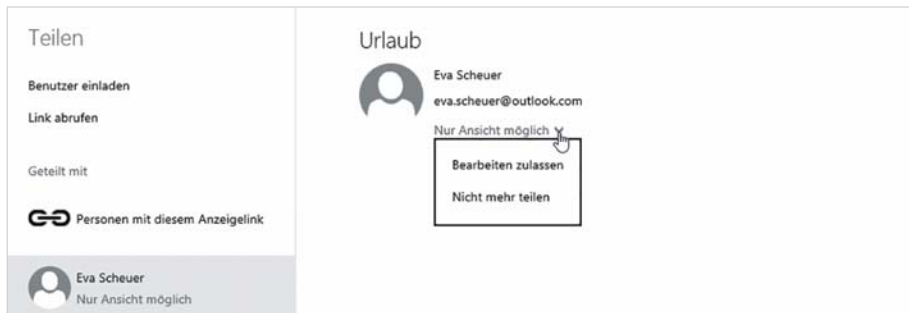 Teilen
Benutzer einladen
Link abrufen
Geteilt mit
Personen mit diesem Anzeigelink
Eva Scheuer
Nur Ansicht möglich
Urlaub
Eva Scheuer
eva.scheuer@outlook.com
Nur Ansicht möglich
Bearbeiten zulassen
Nicht mehr teilen